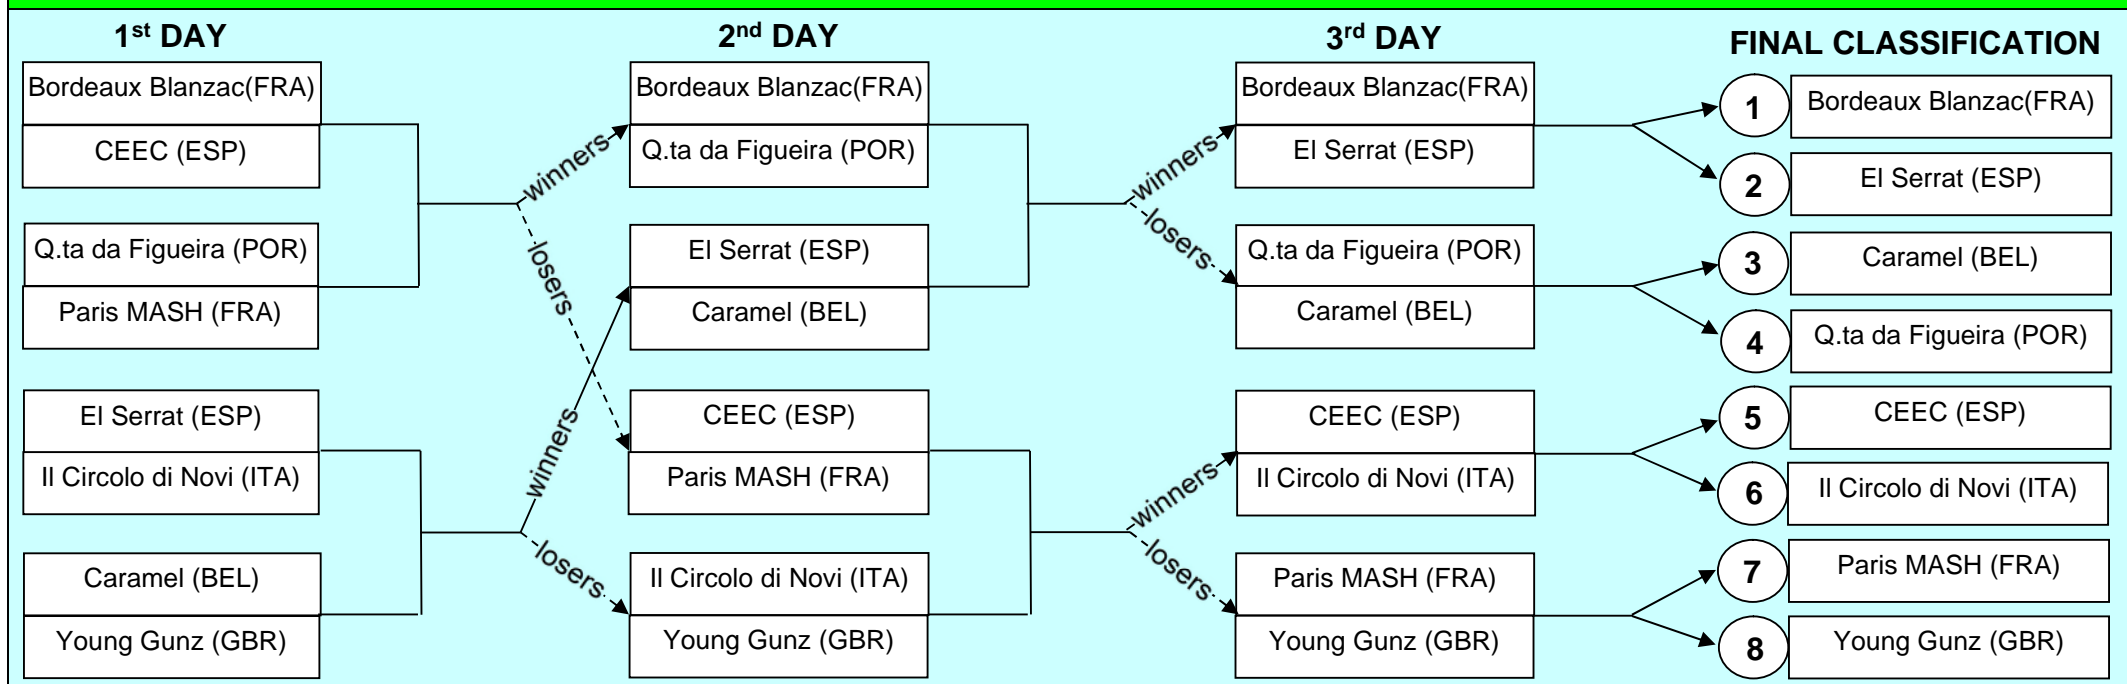 1st DAY
Bordeaux Blanzac(FRA)
CEEC (ESP)
Q.ta da Figueira (POR)
Paris MASH (FRA)
El Serrat (ESP)
Il Circolo di Novi (ITA)
Caramel (BEL)
Young Gunz (GBR)
winners
losers
winners
losers
2nd DAY
Bordeaux Blanzac(FRA)
Q.ta da Figueira (POR)
El Serrat (ESP)
Caramel (BEL)
CEEC (ESP)
Paris MASH (FRA)
Il Circolo di Novi (ITA)
Young Gunz (GBR)
winners
losers
winners
losers
3rd DAY
Bordeaux Blanzac(FRA)
El Serrat (ESP)
Q.ta da Figueira (POR)
Caramel (BEL)
CEEC (ESP)
Il Circolo di Novi (ITA)
Paris MASH (FRA)
Young Gunz (GBR)
FINAL CLASSIFICATION
1 Bordeaux Blanzac(FRA)
2 El Serrat (ESP)
3 Caramel (BEL)
4 Q.ta da Figueira (POR)
5 CEEC (ESP)
6 Il Circolo di Novi (ITA)
7 Paris MASH (FRA)
8 Young Gunz (GBR)